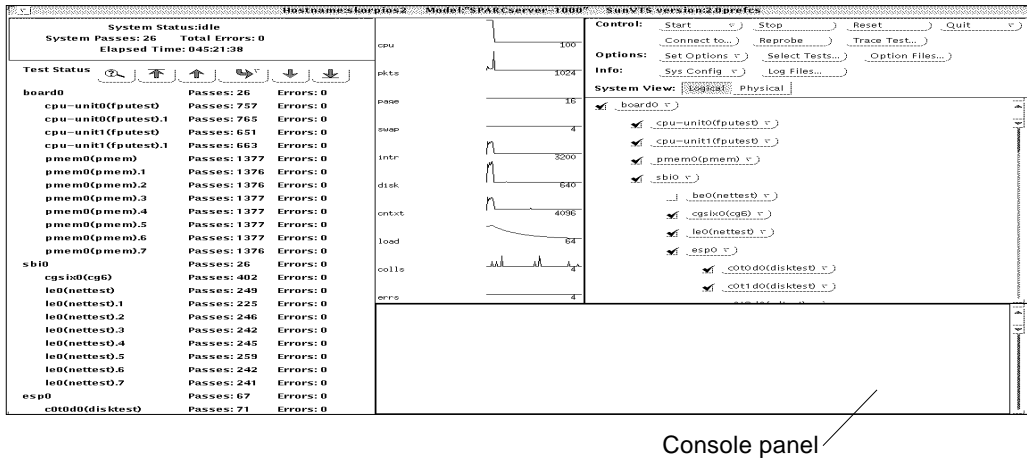 Hostname:skorpios2 Model:"SPARCserver-1000" SunVTS version:2.0prefcs
System Status:idle
System Passes: 26 Total Errors: 0
Elapsed Time: 045:21:38
Test Status
board0 Passes: 26 Errors: 0
cpu-unit0(fputest) Passes: 757 Errors: 0
cpu-unit0(fputest).1 Passes: 765 Errors: 0
cpu-unit1(fputest) Passes: 651 Errors: 0
cpu-unit1(fputest).1 Passes: 663 Errors: 0
pmem0(pmem) Passes: 1377 Errors: 0
pmem0(pmem).1 Passes: 1376 Errors: 0
pmem0(pmem).2 Passes: 1376 Errors: 0
pmem0(pmem).3 Passes: 1377 Errors: 0
pmem0(pmem).4 Passes: 1377 Errors: 0
pmem0(pmem).5 Passes: 1377 Errors: 0
pmem0(pmem).6 Passes: 1377 Errors: 0
pmem0(pmem).7 Passes: 1376 Errors: 0
sbi0 Passes: 26 Errors: 0
cgsix0(cg6) Passes: 402 Errors: 0
le0(nettest) Passes: 249 Errors: 0
le0(nettest).1 Passes: 225 Errors: 0
le0(nettest).2 Passes: 246 Errors: 0
le0(nettest).3 Passes: 242 Errors: 0
le0(nettest).4 Passes: 245 Errors: 0
le0(nettest).5 Passes: 259 Errors: 0
le0(nettest).6 Passes: 242 Errors: 0
le0(nettest).7 Passes: 241 Errors: 0
esp0 Passes: 67 Errors: 0
c0t0d0(disktest) Passes: 71 Errors: 0
cpu 100
pkts 1024
page 16
swap 4
intr 3200
disk 640
cntxt 4096
load 64
colls 4
errs 4
Control: Start Stop Reset Quit
Connect to... Reprobe Trace Test...
Options: Set Options Select Tests... Option Files...
Info: Sys Config Log Files...
System View: Logical Physical
board0
cpu-unit0(fputest)
cpu-unit1(fputest)
pmem0(pmem)
sbi0
be0(nettest)
cgsix0(cg6)
le0(nettest)
esp0
c0t0d0(disktest)
c0t1d0(disktest)
Console panel